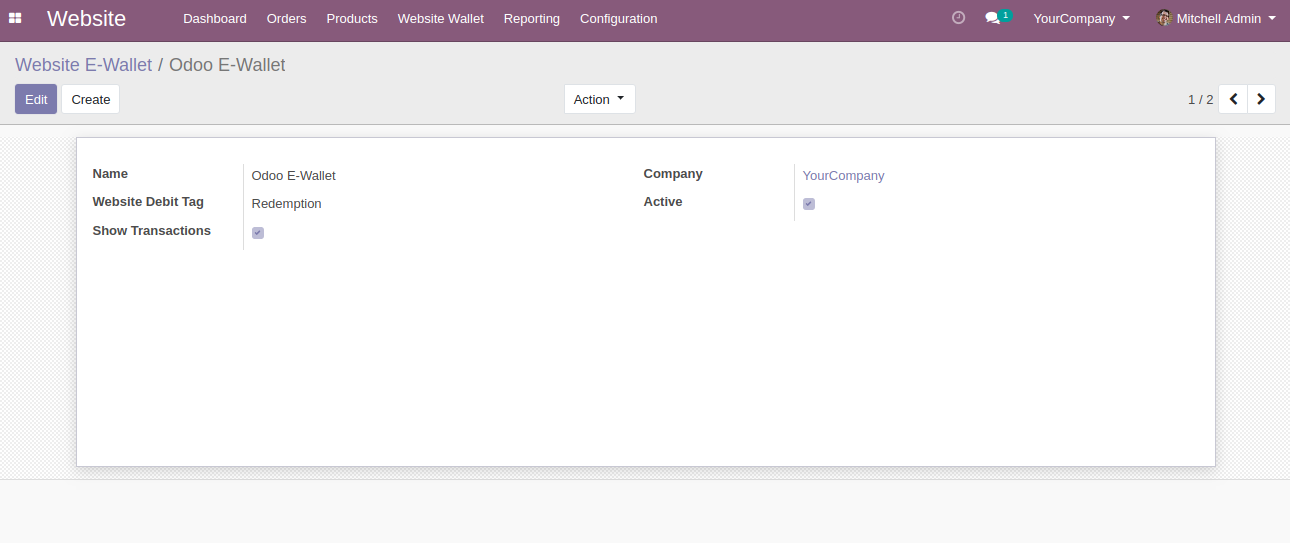 Website Dashboard Orders Products Website Wallet Reporting Configuration 1 YourCompany Mitchell Admin
Website E-Wallet / Odoo E-Wallet
Edit Create Action 1 / 2
Name Odoo E-Wallet Company YourCompany
Website Debit Tag Redemption Active
Show Transactions